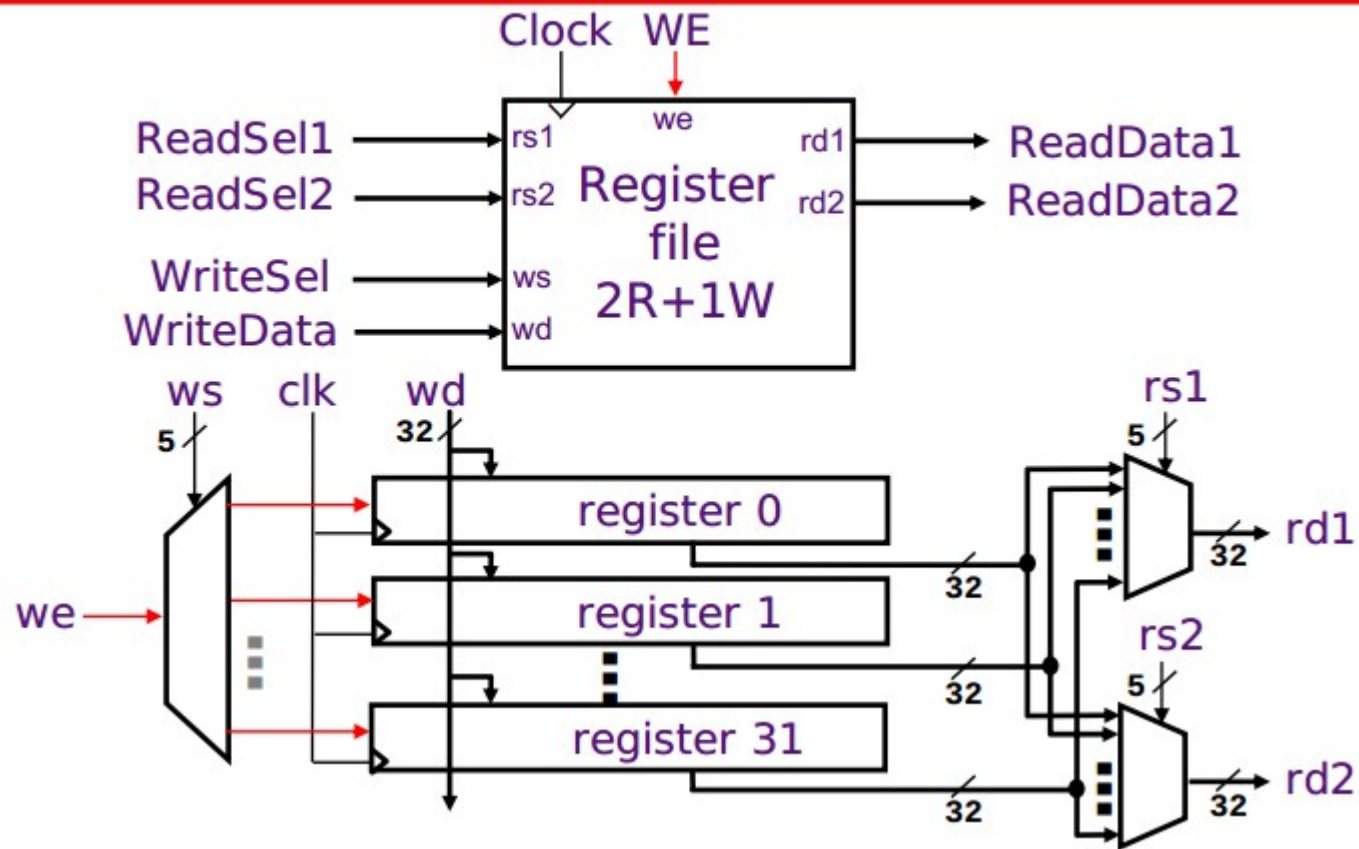 Clock WE
ReadSel1
ReadSel2
WriteSel
WriteData
we
rs1
rs2
ws
wd
Register
file
2R+1W
rd1
rd2
ReadData1
ReadData2
ws clk wd
5
32
we
register 0
register 1
register 31
32
32
32
rs1
5
32
rd1
rs2
5
32
rd2